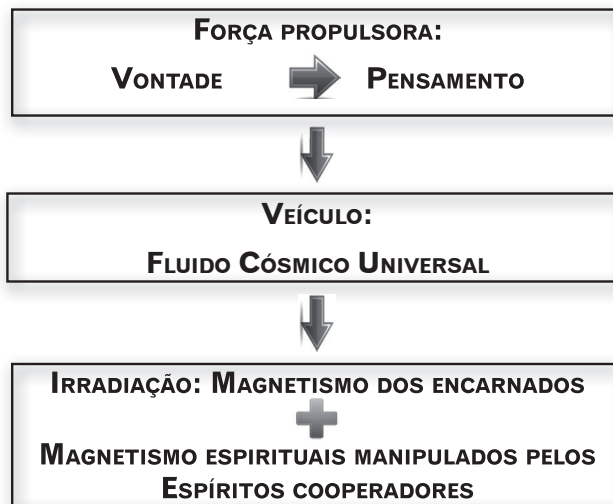 FORÇA PROPULSORA:
VONTADE PENSAMENTO
VEÍCULO:
FLUIDO CÓSMICO UNIVERSAL
IRRADIAÇÃO: MAGNETISMO DOS ENCARNADOS
MAGNETISMO ESPIRITUAIS MANIPULADOS PELOS
ESPÍRITOS COOPERADORES